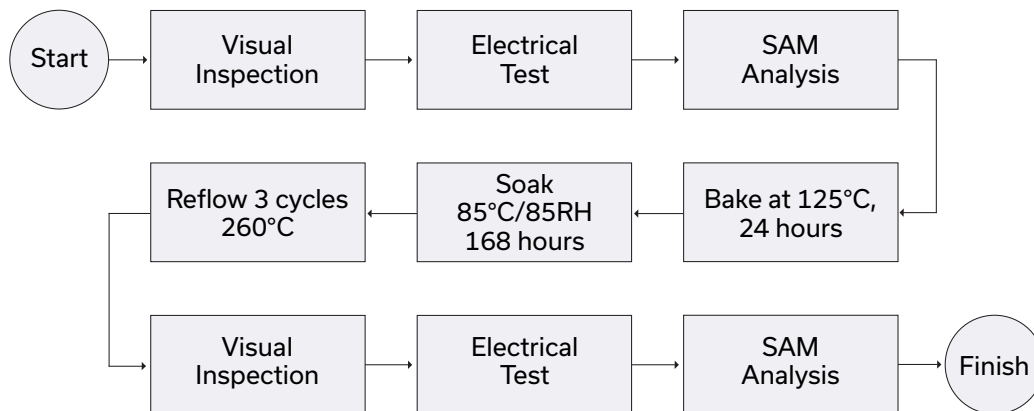 Start
Visual
Inspection
Electrical
Test
SAM
Analysis
Reflow 3 cycles
260°C
Soak
85°C/85RH
168 hours
Bake at 125°C,
24 hours
Visual
Inspection
Electrical
Test
SAM
Analysis
Finish